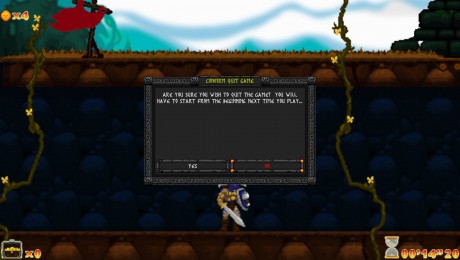 x4
CONFIRM QUIT GAME
ARE YOU SURE YOU WISH TO QUIT THE GAME? YOU WILL
HAVE TO START FROM THE BEGINNING NEXT TIME YOU PLAY...
YES
NO
x0
00'14"20